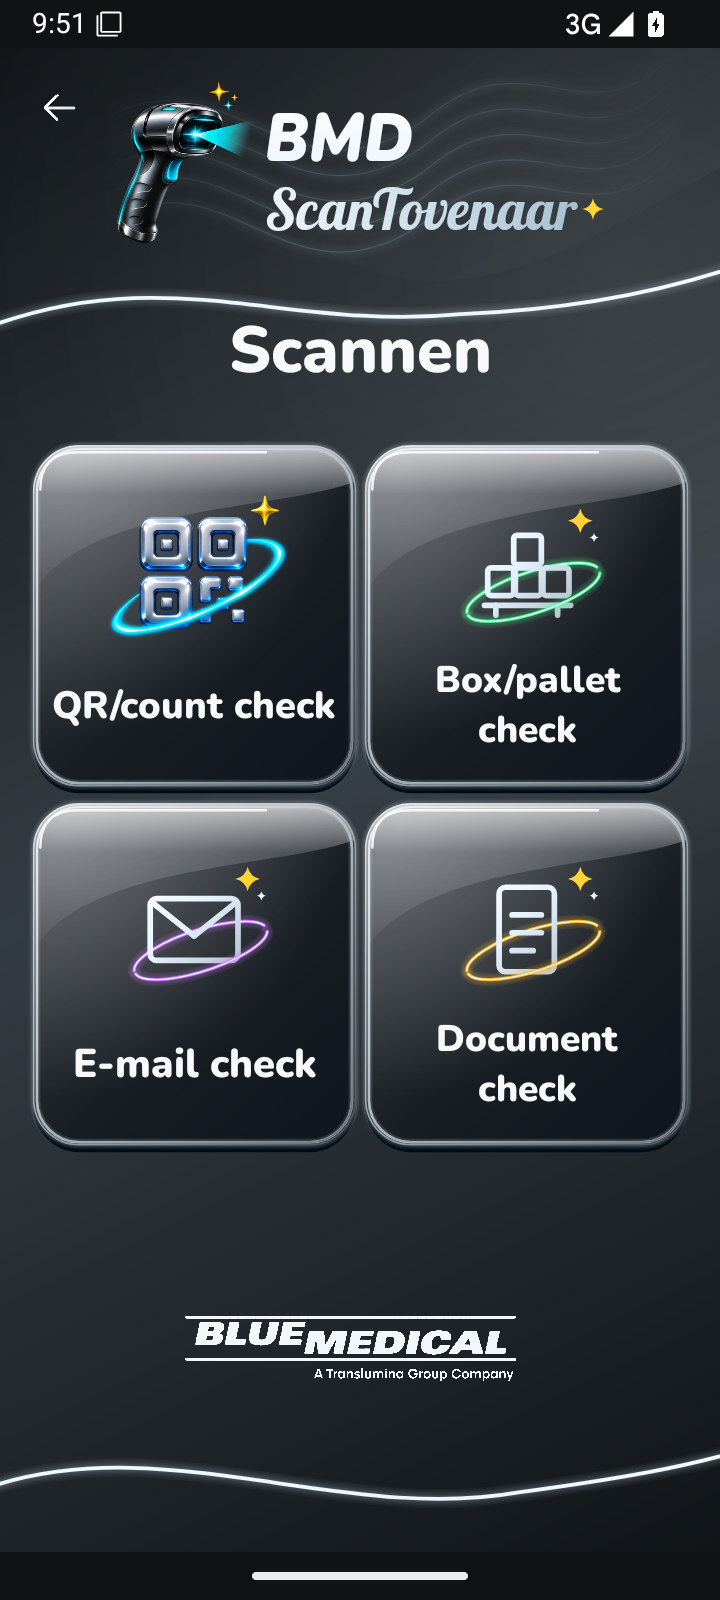 9:51
3G
BMD
ScanTovenaar
Scannen
QR/count check
Box/pallet
check
E-mail check
Document
check
BLUEMEDICAL
A Translumina Group Company